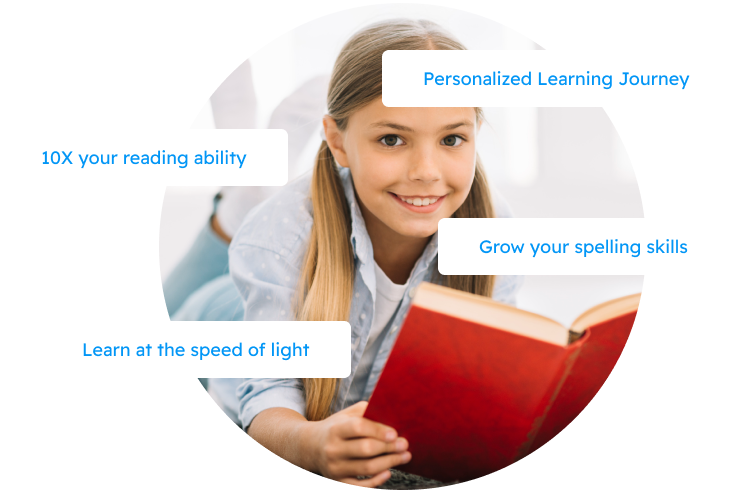 Personalized Learning Journey
10X your reading ability
Grow your spelling skills
Learn at the speed of light